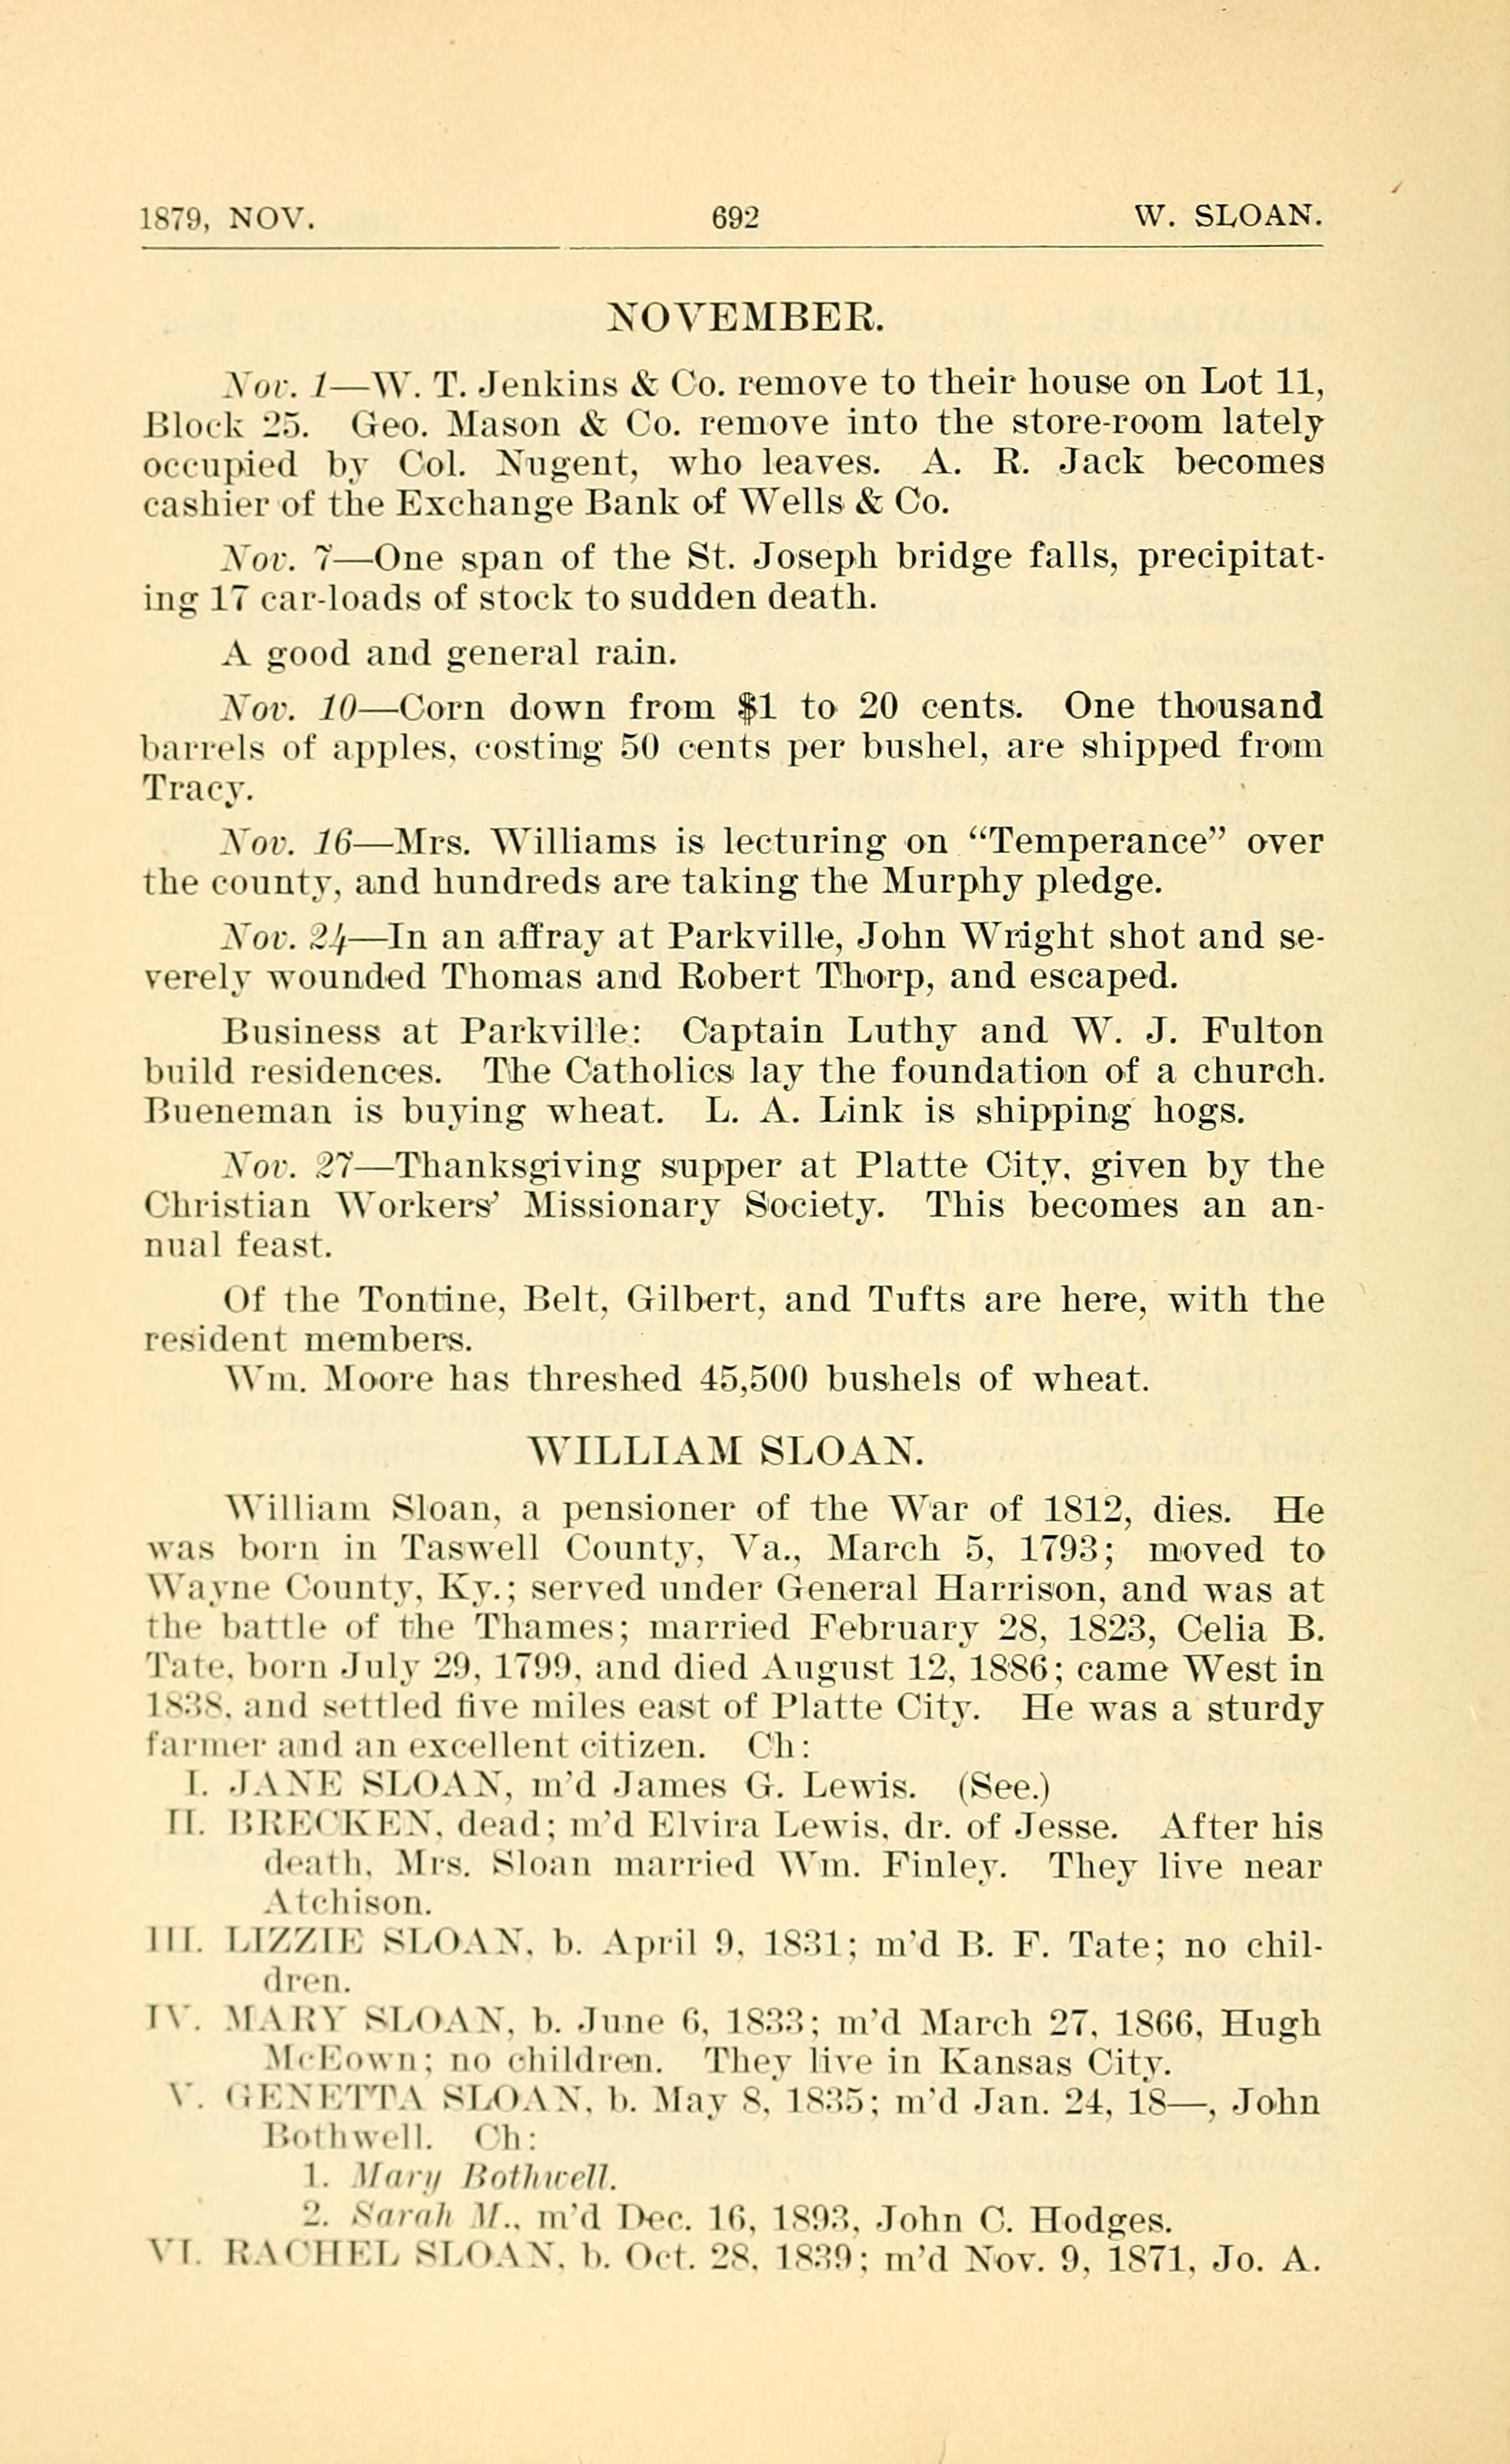 1879, NOV. 692 W. SLOAN.
NOVEMBER.
Nov. 1—W. T. Jenkins & Co. remove to their house on Lot 11,
Block 25. Geo. Mason & Co. remove into the store-room lately
occupied by Col. Nugent, who leaves. A. R. Jack becomes
cashier of the Exchange Bank of Wells & Co.
Nov. 7—One span of the St. Joseph bridge falls, precipitat-
ing 17 car-loads of stock to sudden death.
A good and general rain.
Nov. 10—Corn down from $1 to 20 cents. One thousand
barrels of apples, costing 50 cents per bushel, are shipped from
Tracy.
Nov. 16—Mrs. Williams is lecturing on "Temperance" over
the county, and hundreds are taking the Murphy pledge.
Nov. 24—In an affray at Parkville, John Wright shot and se-
verely wounded Thomas and Robert Thorp, and escaped.
Business at Parkville: Captain Luthy and W. J. Fulton
build residences. The Catholics lay the foundation of a church.
Bueneman is buying wheat. L. A. Link is shipping hogs.
Nov. 27—Thanksgiving supper at Platte City, given by the
Christian Workers' Missionary Society. This becomes an an-
nual feast.
Of the Tontine, Belt, Gilbert, and Tufts are here, with the
resident members.
Wm. Moore has threshed 45,500 bushels of wheat.
WILLIAM SLOAN.
William Sloan, a pensioner of the War of 1812, dies. He
was born in Taswell County, Va., March 5, 1793; moved to
Wayne County, Ky.; served under General Harrison, and was at
the battle of the Thames; married February 28, 1823, Celia B.
Tate, born July 29, 1799, and died August 12, 1886; came West in
1838, and settled five miles east of Platte City. He was a sturdy
farmer and an excellent citizen. Ch:
I. JANE SLOAN, m'd James G. Lewis. (See.)
II. BRECKEN, dead; m'd Elvira Lewis, dr. of Jesse. After his
death, Mrs. Sloan married Wm. Finley. They live near
Atchison.
III. LIZZIE SLOAN, b. April 9, 1831; m'd B. F. Tate; no chil-
dren.
IV. MARY SLOAN, b. June 6, 1833; m'd March 27, 1866, Hugh
McEown; no children. They live in Kansas City.
V. GENETTA SLOAN, b. May 8, 1835; m'd Jan. 24, 18—, John
Bothwell. Ch:
1. Mary Bothwell.
2. Sarah M., m'd Dec. 16, 1893, John C. Hodges.
VI. RACHEL SLOAN, b. Oct. 28, 1839; m'd Nov. 9, 1871, Jo. A.